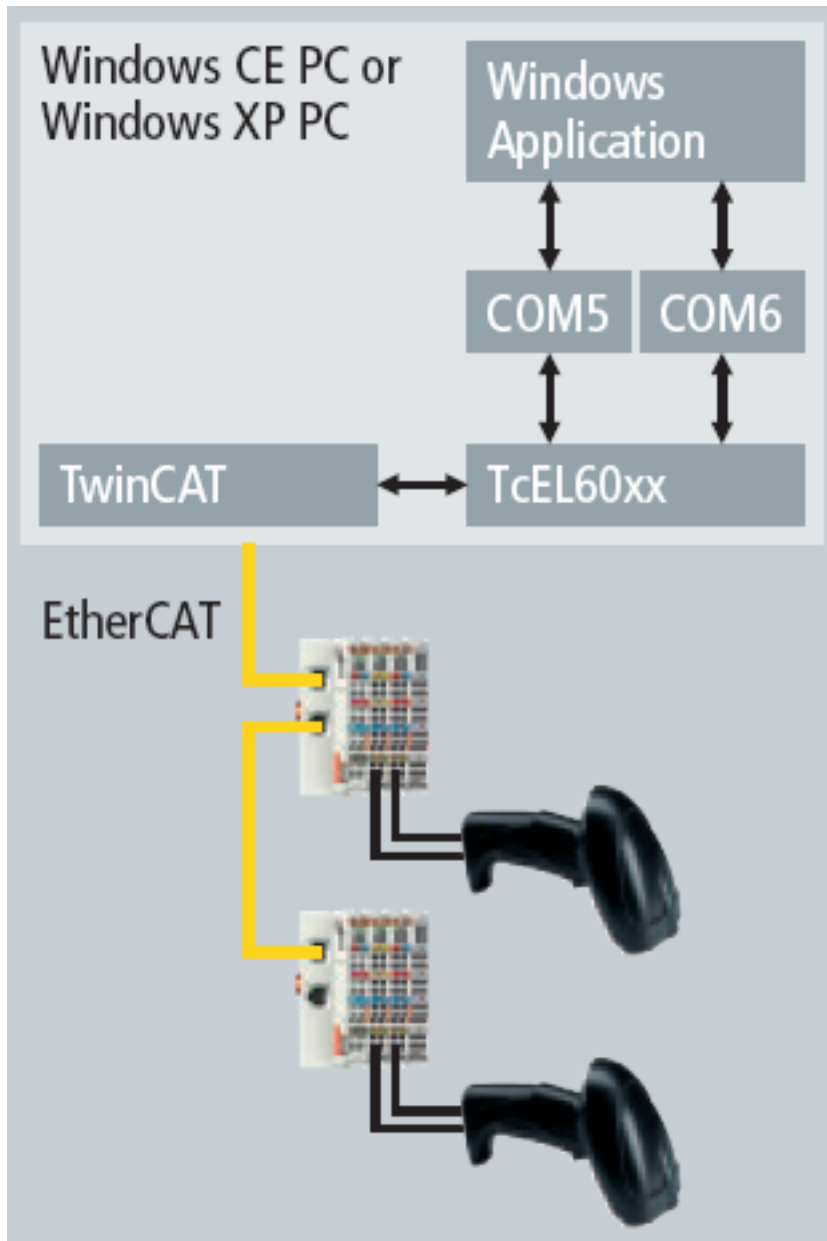 Windows CE PC or
Windows XP PC
Windows
Application
COM5
COM6
TwinCAT
TcEL60xx
EtherCAT